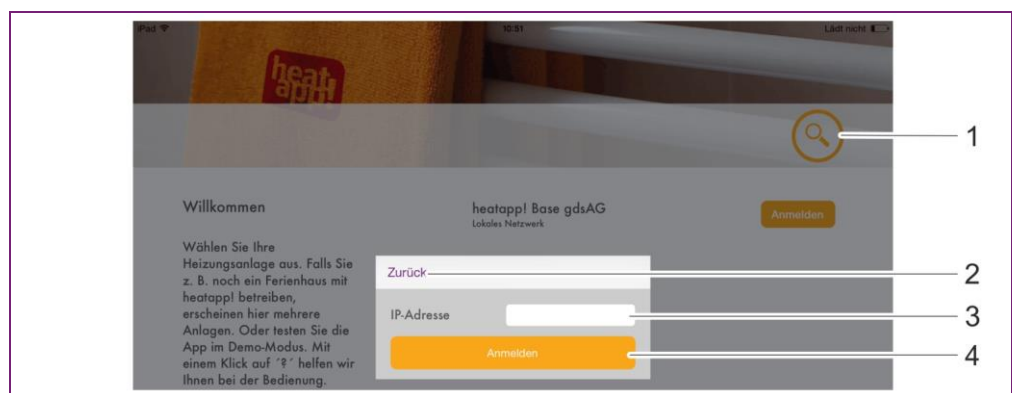 iPad 10:51 Lädt nicht
heat
app!
1
Willkommen
heatapp! Base gdsAG
Lokales Netzwerk
Anmelden
Wählen Sie Ihre
Heizungsanlage aus. Falls Sie
z. B. noch ein Ferienhaus mit
heatapp! betreiben,
erscheinen hier mehrere
Anlagen. Oder testen Sie die
App im Demo-Modus. Mit
einem Klick auf ´?´ helfen wir
Ihnen bei der Bedienung.
Zurück
2
IP-Adresse
3
Anmelden
4